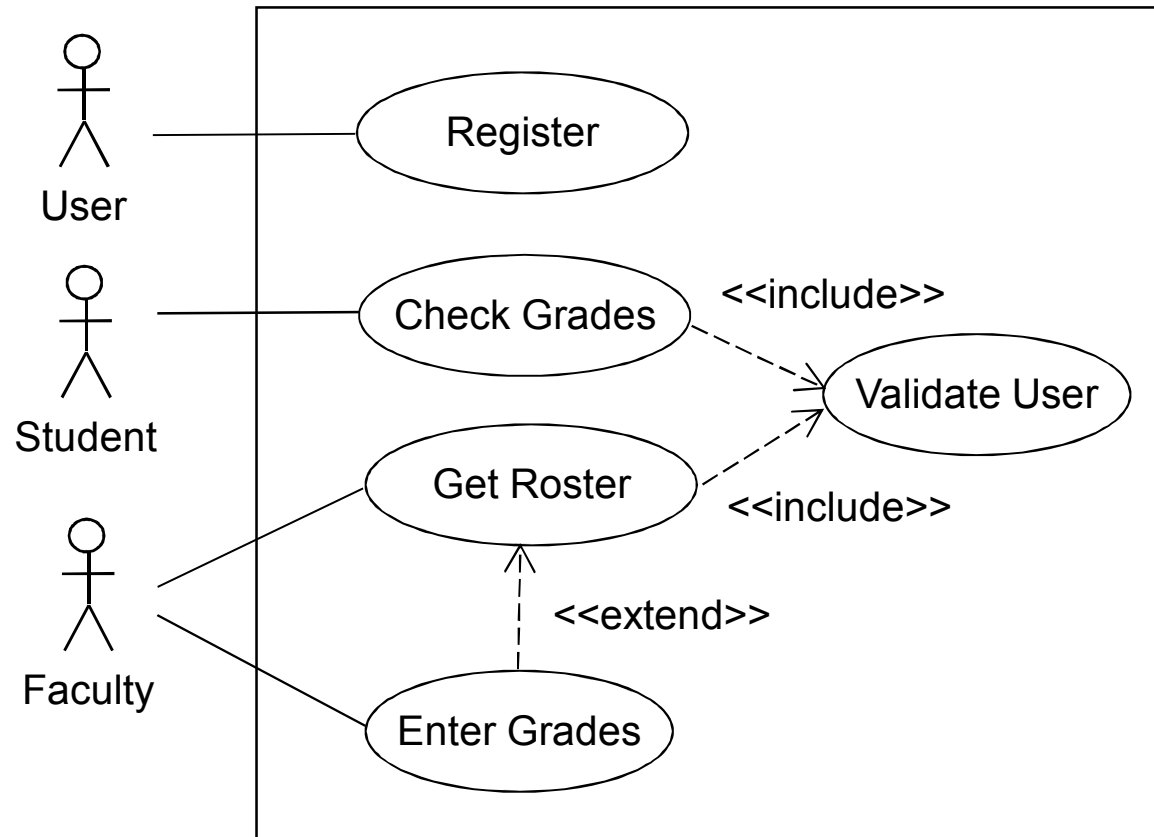 Register
User
<<include>>
Check Grades
Validate User
Student
Get Roster
<<include>>
<<extend>>
Faculty
Enter Grades